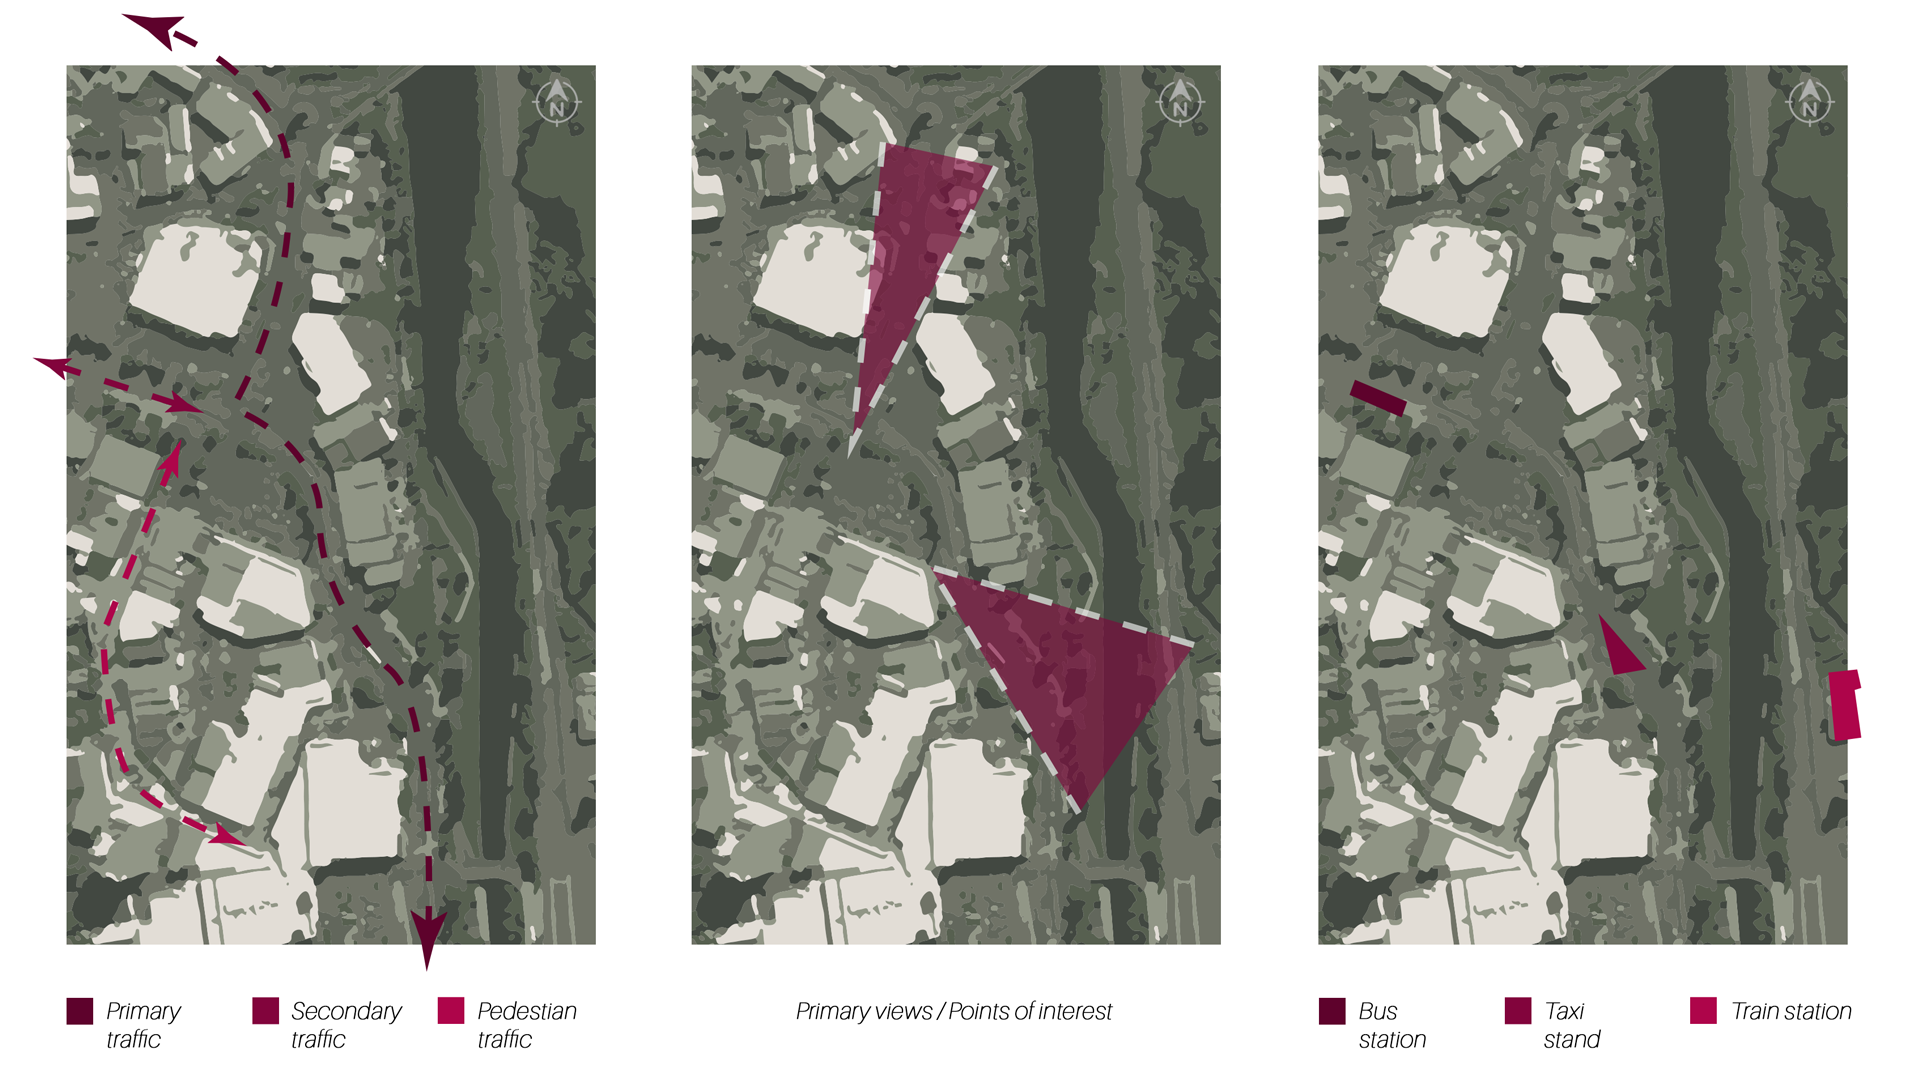 N
N
N
Primary
traffic
Secondary
traffic
Pedestian
traffic
Primary views / Points of interest
Bus
station
Taxi
stand
Train station